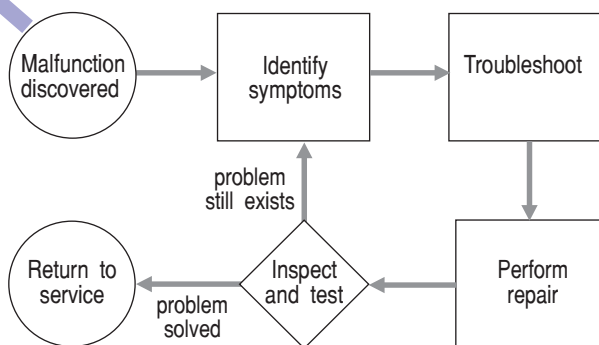 Malfunction
discovered
Identify
symptoms
Troubleshoot
problem
still exists
Return to
service
problem
solved
Inspect
and test
Perform
repair